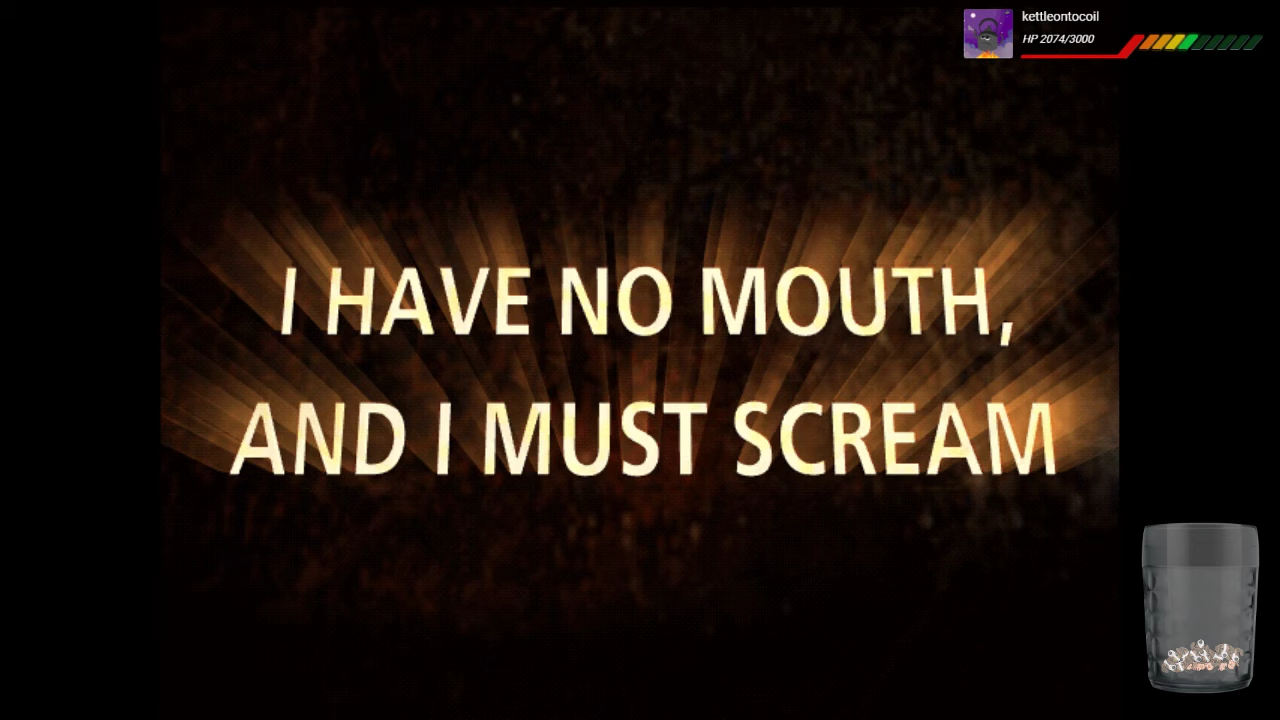 kettleontocoil
HP 2074/3000
I HAVE NO MOUTH,
AND I MUST SCREAM